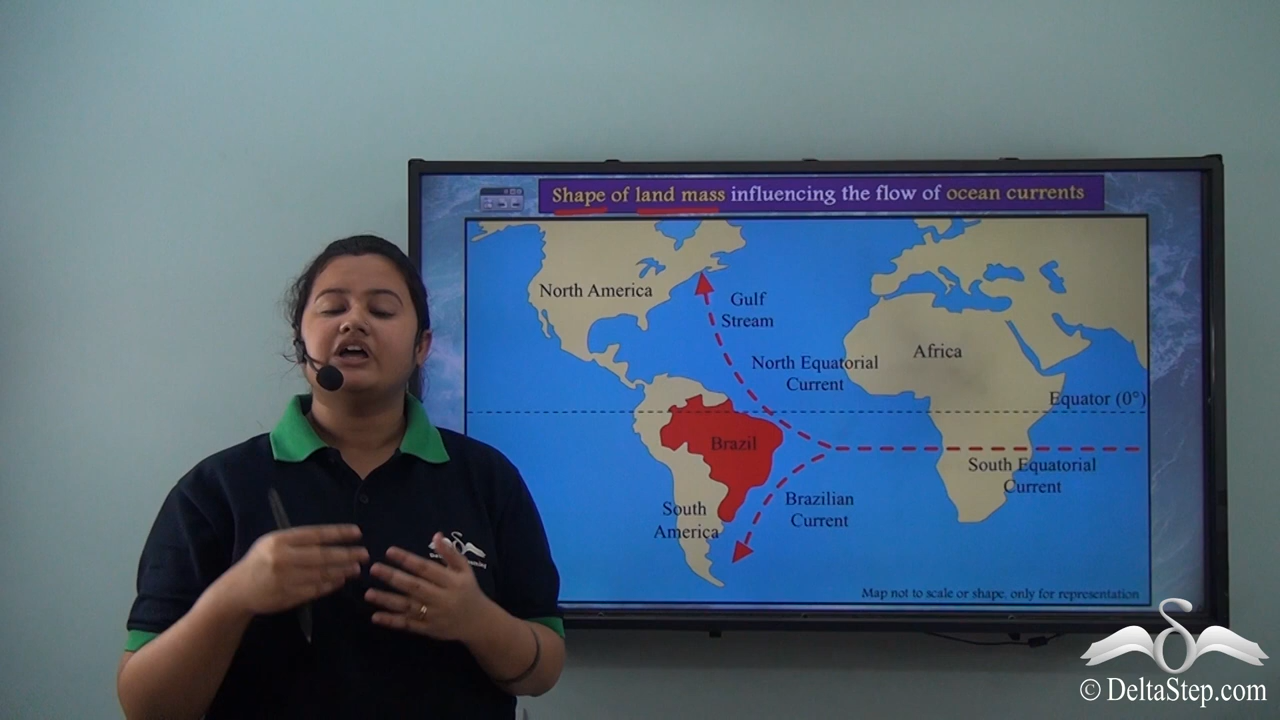 Shape of land mass influencing the flow of ocean currents
North America
Gulf
Stream
North Equatorial
Current
Africa
Equator (0°)
Brazil
South Equatorial
Current
Brazilian
Current
South
America
Map not to scale or shape, only for representation
© DeltaStep.com